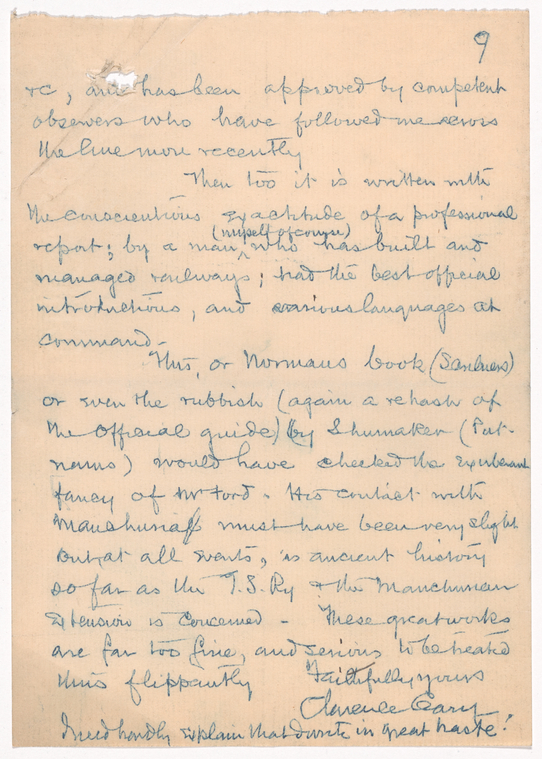 9
&c, and has been approved by competent
observers who have followed me across
the line more recently
Then too it is written with
the conscientious exactitude of a professional
(myself of course)
report; by a man who has built and
managed railways; had the best official
introductions, and various languages at
command -
This, or Normans book (Scribners)
or even the rubbish (again a rehash of
the official guide) by Shumaker (Put-
nams) would have checked the exuberant
fancy of Mr Ford - His contact with
Manchuria must have been very slight
but, at all events, is ancient history
so far as the T.S. Ry & the Manchurian
Extension is concerned - These great works
are far too fine, and serious to be treated
thus flippantly Faithfully yours
Clarence Cary
I need hardly explain that I write in great haste!